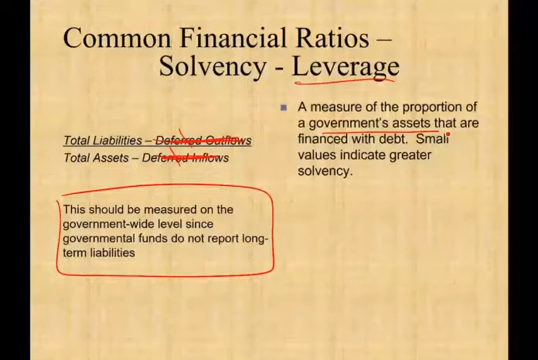 Common Financial Ratios –
Solvency - Leverage
Total Liabilities – Deferred Outflows
Total Assets – Deferred Inflows
This should be measured on the
government-wide level since
governmental funds do not report long-
term liabilities
A measure of the proportion of
a government's assets that are
financed with debt. Small
values indicate greater
solvency.